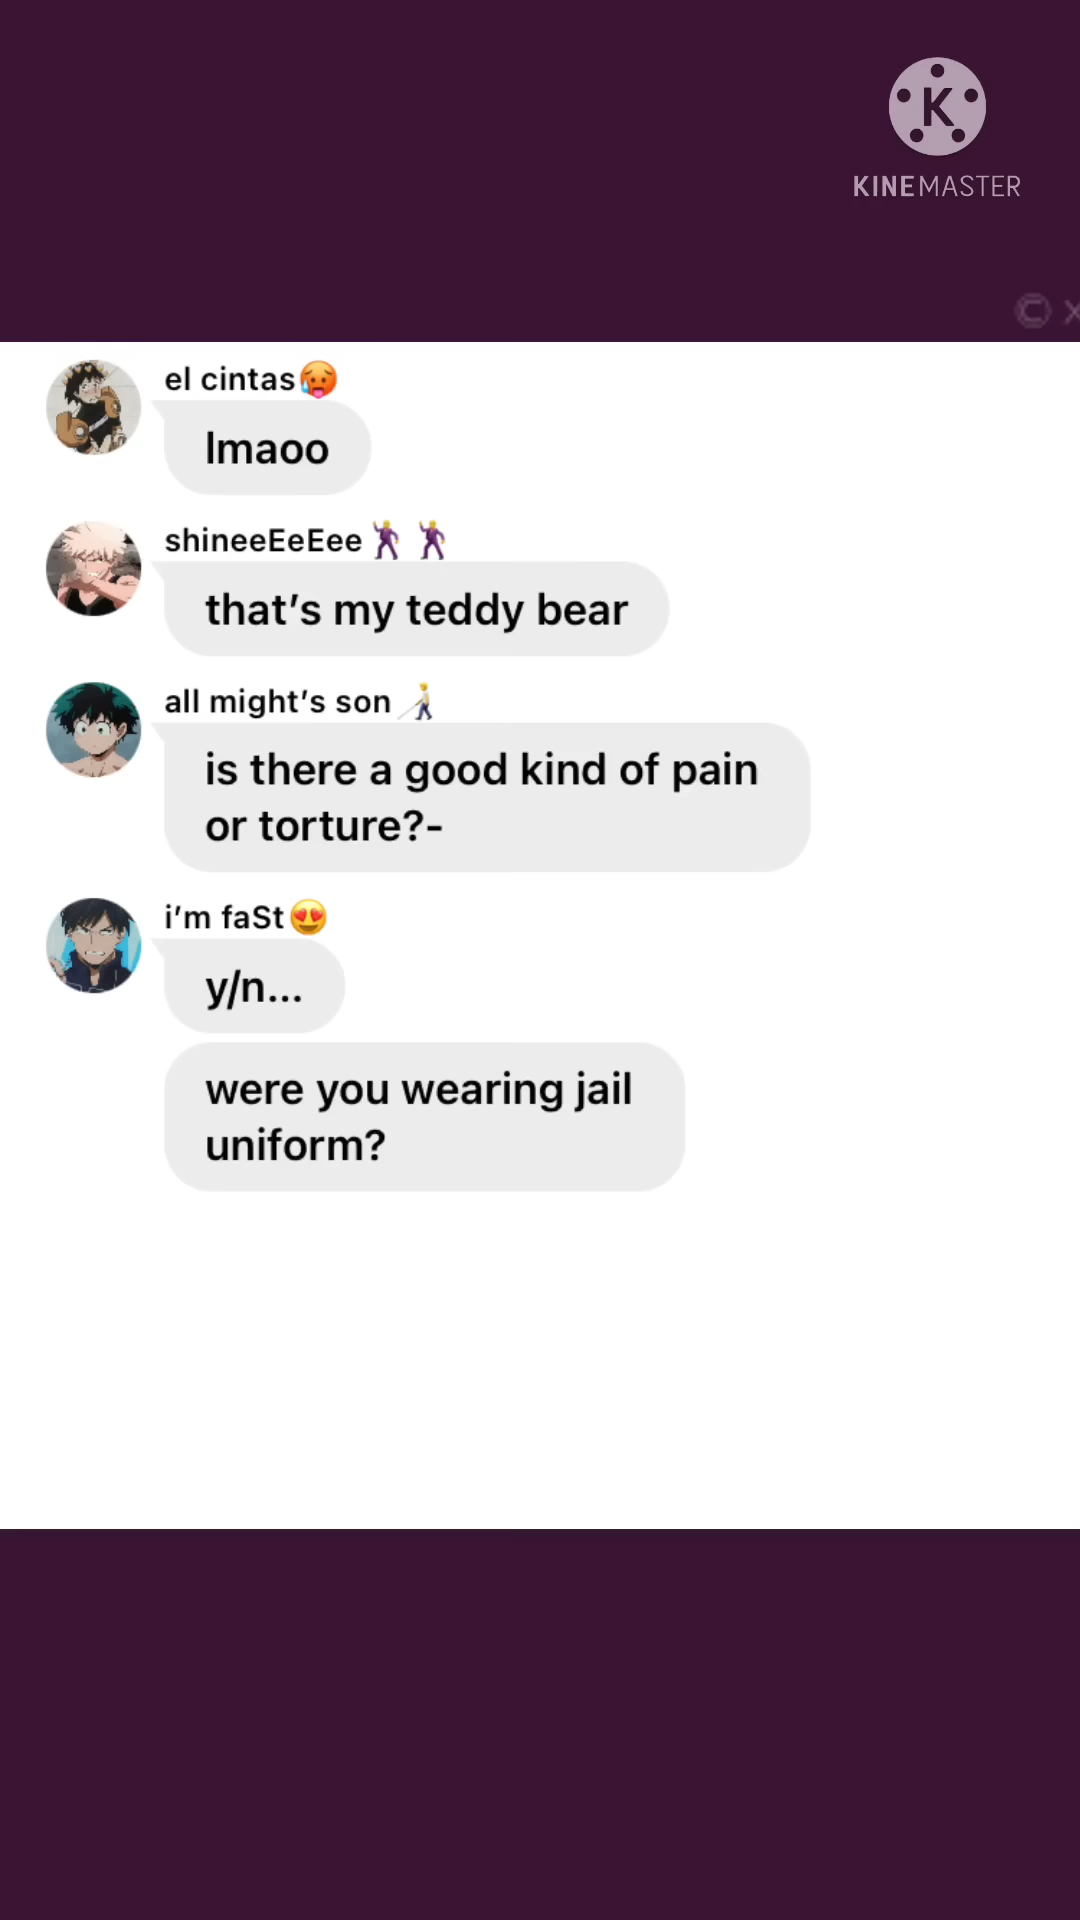 K
KINEMASTER
© x
el cintas🥵
lmaoo
shineeEeEee🕺🕺
that's my teddy bear
all might's son👨‍🦯
is there a good kind of pain
or torture?-
i'm faSt😍
y/n...
were you wearing jail
uniform?